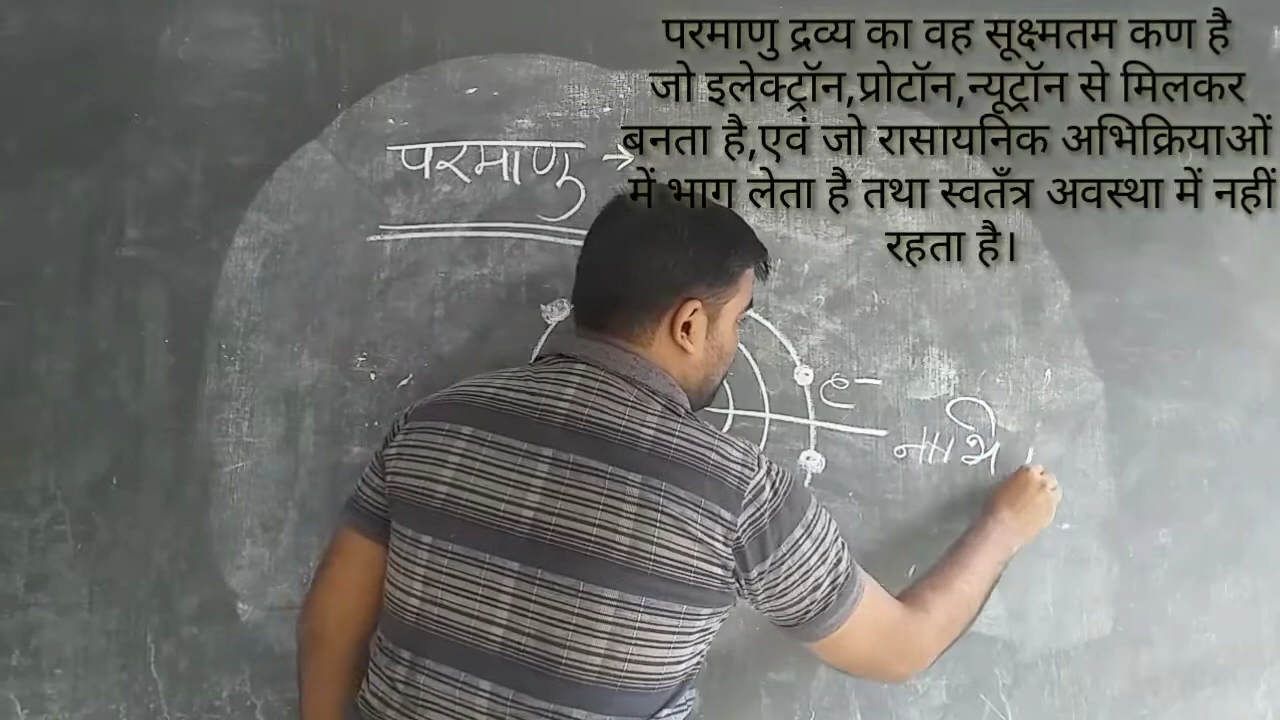 परमाणु द्रव्य का वह सूक्ष्मतम कण है
जो इलेक्ट्रॉन,प्रोटॉन,न्यूट्रॉन से मिलकर
बनता है,एवं जो रासायनिक अभिक्रियाओं
में भाग लेता है तथा स्वतँत्र अवस्था में नहीं
रहता है।
परमाणु →
e−
नाभि